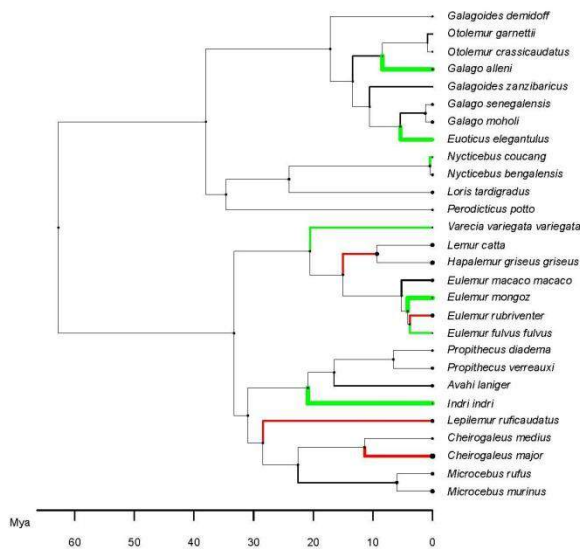 Galagoides demidoff
Otolemur garnettii
Otolemur crassicaudatus
Galago alleni
Galagoides zanzibaricus
Galago senegalensis
Galago moholi
Euoticus elegantulus
Nycticebus coucang
Nycticebus bengalensis
Loris tardigradus
Perodicticus potto
Varecia variegata variegata
Lemur catta
Hapalemur griseus griseus
Eulemur macaco macaco
Eulemur mongoz
Eulemur rubriventer
Eulemur fulvus fulvus
Propithecus diadema
Propithecus verreauxi
Avahi laniger
Indri indri
Lepilemur ruficaudatus
Cheirogaleus medius
Cheirogaleus major
Microcebus rufus
Microcebus murinus
Mya
60 50 40 30 20 10 0